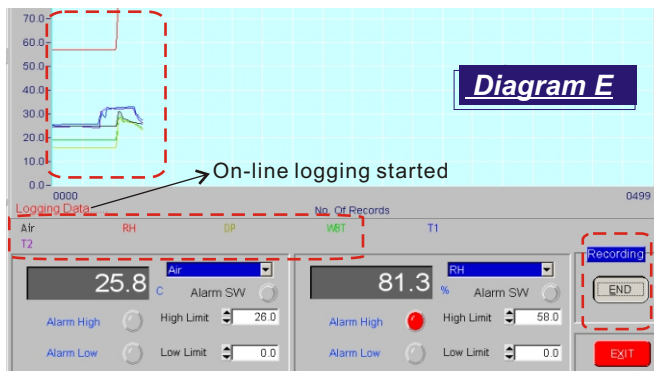 70.0
60.0
50.0
40.0
30.0
20.0
10.0
0.0
Diagram E
On-line logging started
0000
0499
Logging Data.....
No. Of Records
Air RH DP WBT T1
T2
Recording
25.8 C
Air
Alarm SW
Alarm High
High Limit 26.0
Alarm Low
Low Limit 0.0
81.3 %
RH
Alarm SW
Alarm High
High Limit 58.0
Alarm Low
Low Limit 0.0
END
EXIT